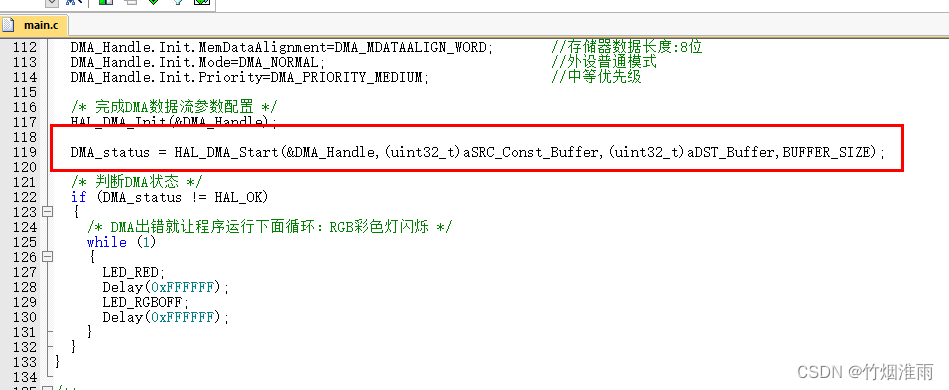 main.c
112 DMA_Handle.Init.MemDataAlignment=DMA_MDATAALIGN_WORD; //存储器数据长度:8位
113 DMA_Handle.Init.Mode=DMA_NORMAL; //外设普通模式
114 DMA_Handle.Init.Priority=DMA_PRIORITY_MEDIUM; //中等优先级
115
116 /* 完成DMA数据流参数配置 */
117 HAL_DMA_Init(&DMA_Handle);
118
119 DMA_status = HAL_DMA_Start(&DMA_Handle,(uint32_t)aSRC_Const_Buffer,(uint32_t)aDST_Buffer,BUFFER_SIZE);
120
121 /* 判断DMA状态 */
122 if (DMA_status != HAL_OK)
123 {
124 /* DMA出错就让程序运行下面循环：RGB彩色灯闪烁 */
125 while (1)
126 {
127 LED_RED;
128 Delay(0xFFFFFF);
129 LED_RGBOFF;
130 Delay(0xFFFFFF);
131 }
132 }
133 }
134
CSDN @竹烟淮雨